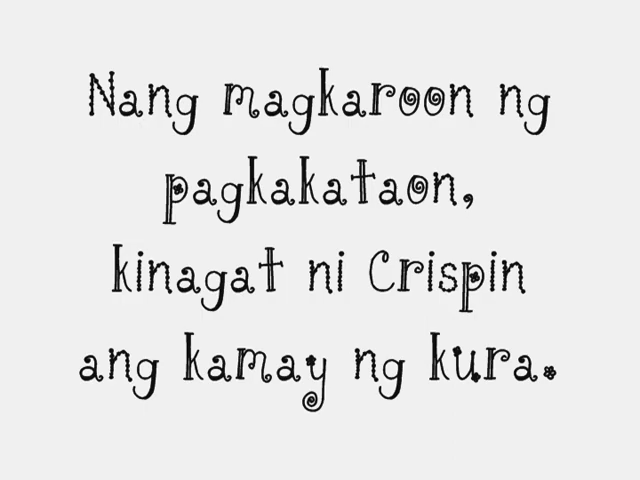 Nang magkaroon ng
pagkakataon,
kinagat ni Crispin
ang kamay ng kura.